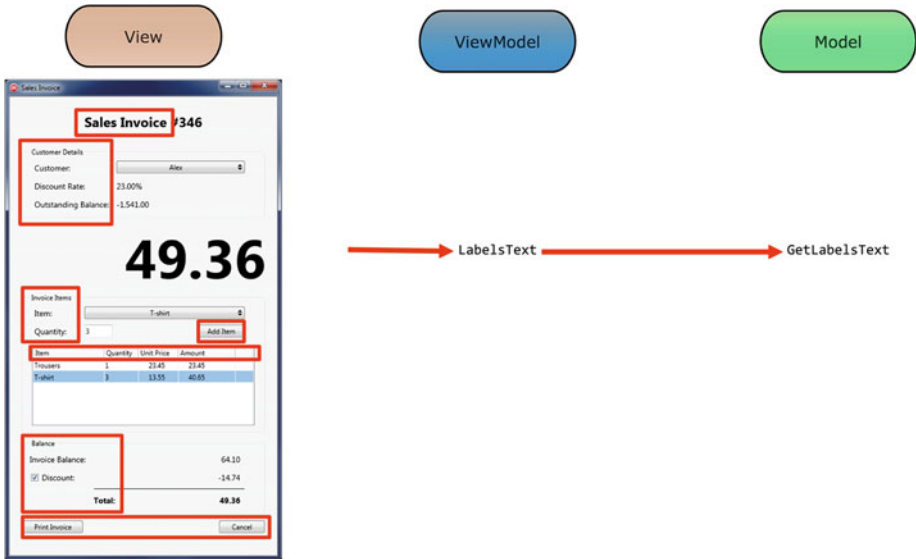 View ViewModel Model
Sales Invoice
Sales Invoice #346
Customer Details
Customer: Alex
Discount Rate: 23.00%
Outstanding Balance: -1,541.00
49.36
LabelsText GetLabelsText
Invoice Items
Item: T-shirt
Quantity: 3 Add Item
Item Quantity Unit Price Amount
Trousers 1 23.45 23.45
T-shirt 3 13.55 40.65
Balance
Invoice Balance: 64.10
Discount: -14.74
Total: 49.36
Print Invoice Cancel